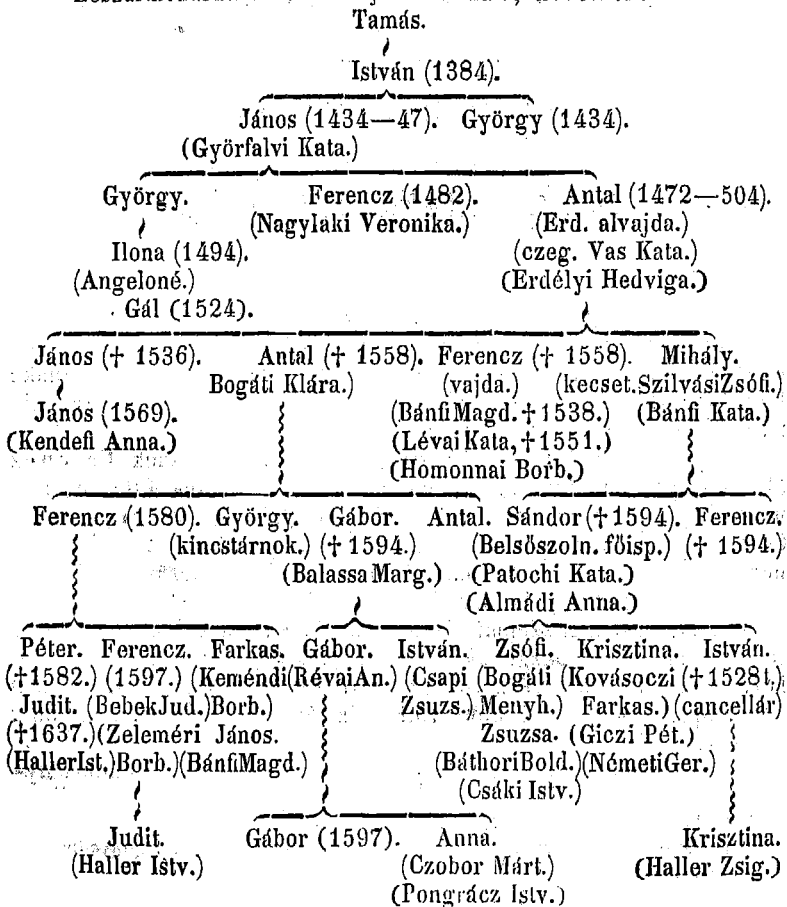 Tamás.
István (1384).
János (1434—47). György (1434).
(Györfalvi Kata.)
György. Ferencz (1482). Antal (1472—504).
(Nagylaki Veronika.) (Erd. alvajda.)
Ilona (1494). (czeg. Vas Kata.)
(Angeloné.) (Erdélyi Hedviga.)
Gál (1524).
János († 1536). Antal († 1558). Ferencz († 1558). Mihály.
Bogáti Klára.) (vajda.) (kecset. Szilvási Zsófi.)
János (1569). (Bánfi Magd. † 1538.) (Bánfi Kata.)
(Kendefi Anna.) (Lévai Kata, † 1551.)
(Homonnai Borb.)
Ferencz (1580). György. Gábor. Antal. Sándor († 1594). Ferencz.
(kincstárnok.) († 1594.) (Belsőszoln. főisp.) († 1594.)
(Balassa Marg.) (Patochi Kata.)
(Almádi Anna.)
Péter. Ferencz. Farkas. Gábor. István. Zsófi. Krisztina. István.
(†1582.) (1597.) (Keméndi (Révai An.) (Csapi (Bogáti (Kovásoczi (†1528t.)
Judit. (Bebek Jud.) Borb.) Zsuzs.) Menyh.) Farkas.) (cancellár)
(†1637.) (Zeleméri János. Zsuzsa. (Giczi Pét.)
(Haller Ist.) Borb.) (Bánfi Magd.) (Báthori Bold.) (Németi Ger.)
(Csáki Istv.)
Judit. Gábor (1597). Anna. Krisztina.
(Haller Istv.) (Czobor Márt.) (Haller Zsig.)
(Pongrácz Istv.)